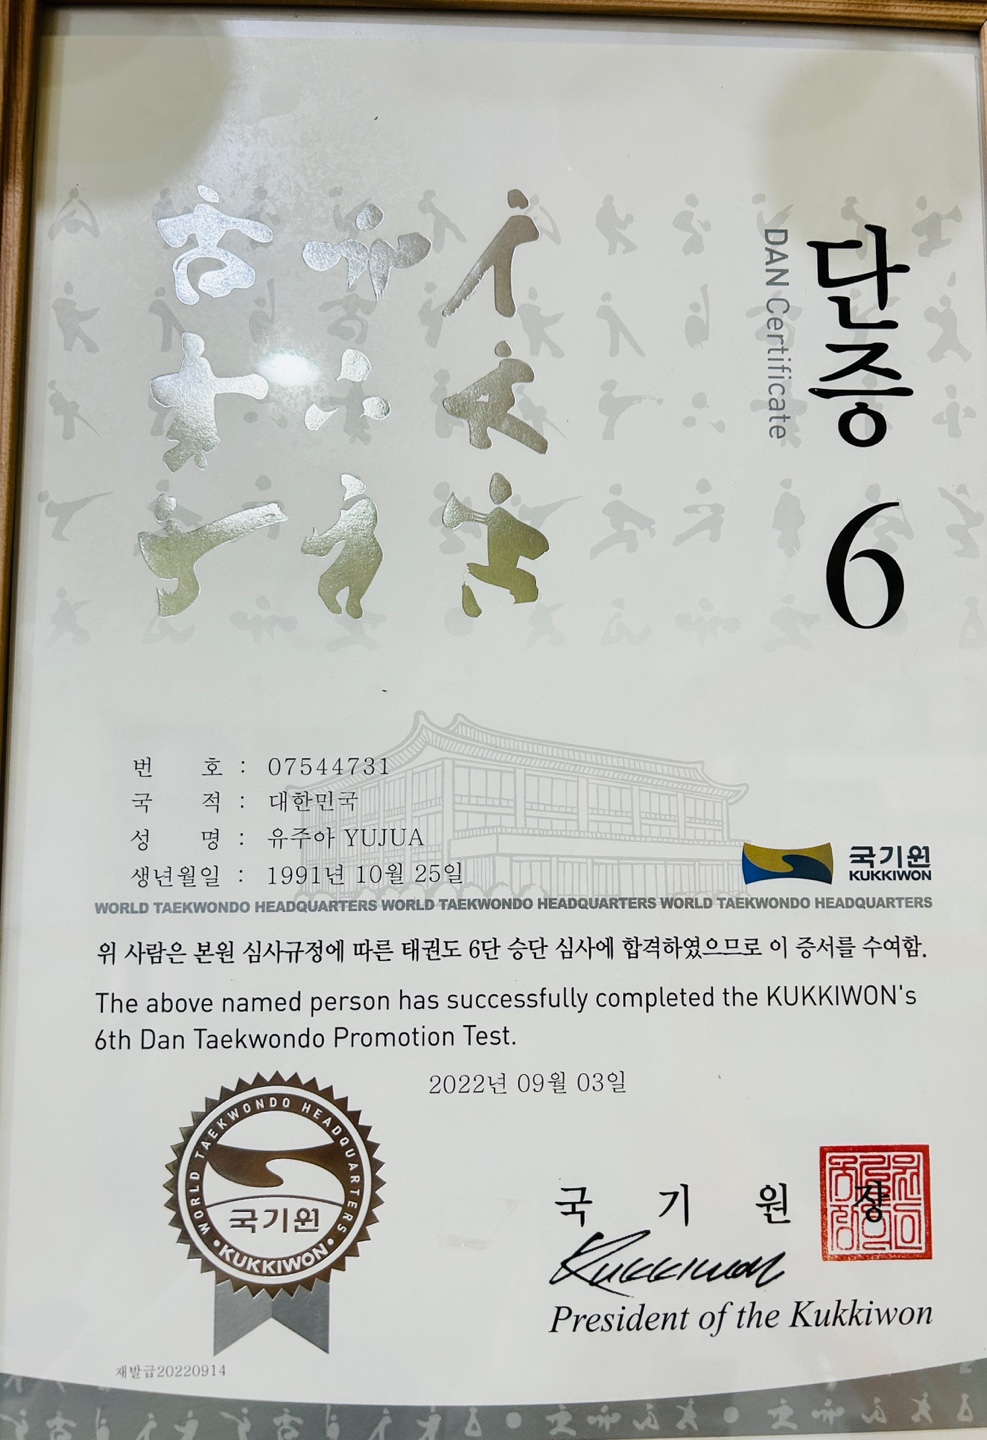 단증 6
DAN Certificate
번 호 : 07544731
국 적 : 대한민국
성 명 : 유주아 YUJUA
생년월일 : 1991년 10월 25일
국기원
KUKKIWON
WORLD TAEKWONDO HEADQUARTERS WORLD TAEKWONDO HEADQUARTERS WORLD TAEKWONDO HEADQUARTERS
위 사람은 본원 심사규정에 따른 태권도 6단 승단 심사에 합격하였으므로 이 증서를 수여함.
The above named person has successfully completed the KUKKIWON's
6th Dan Taekwondo Promotion Test.
2022년 09월 03일
WORLD TAEKWONDO HEADQUARTERS
국기원
KUKKIWON
국 기 원 장
Kukkiwon
President of the Kukkiwon
재발급20220914